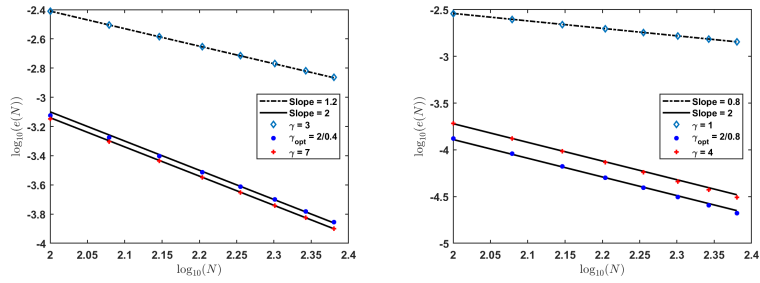 -2.4
-2.6
-2.8
-3
-3.2
-3.4
-3.6
-3.8
-4
log₁₀(e(N))
Slope = 1.2
Slope = 2
γ = 3
γopt = 2/0.4
γ = 7
2 2.05 2.1 2.15 2.2 2.25 2.3 2.35 2.4
log₁₀(N)
-2.5
-3
-3.5
-4
-4.5
-5
log₁₀(e(N))
Slope = 0.8
Slope = 2
γ = 1
γopt = 2/0.8
γ = 4
2 2.05 2.1 2.15 2.2 2.25 2.3 2.35 2.4
log₁₀(N)